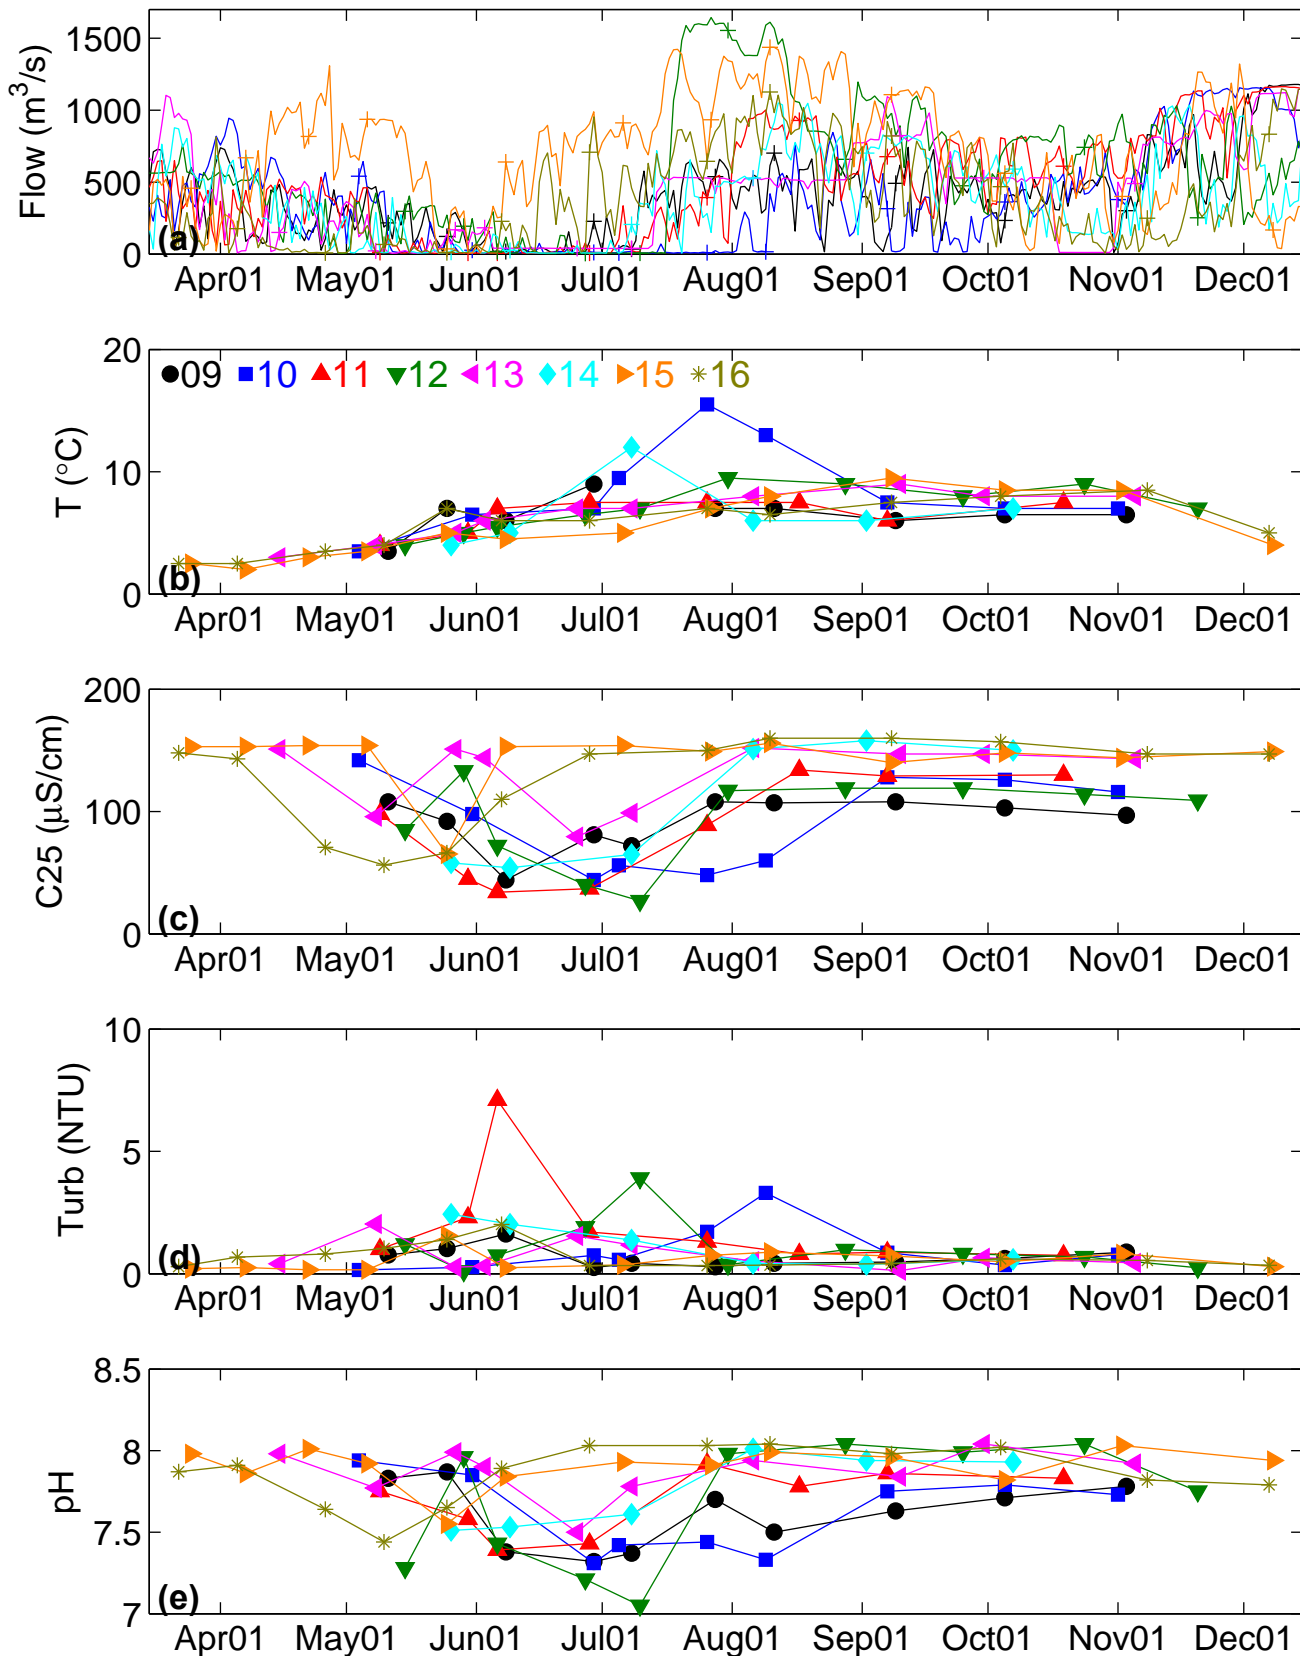 Flow (m³/s)
1500
1000
500
0
(a)
Apr01 May01 Jun01 Jul01 Aug01 Sep01 Oct01 Nov01 Dec01
T (°C)
20
10
0
09 10 11 12 13 14 15 16
(b)
Apr01 May01 Jun01 Jul01 Aug01 Sep01 Oct01 Nov01 Dec01
C25 (μS/cm)
200
100
0
(c)
Apr01 May01 Jun01 Jul01 Aug01 Sep01 Oct01 Nov01 Dec01
Turb (NTU)
10
5
0
(d)
Apr01 May01 Jun01 Jul01 Aug01 Sep01 Oct01 Nov01 Dec01
pH
8.5
8
7.5
7
(e)
Apr01 May01 Jun01 Jul01 Aug01 Sep01 Oct01 Nov01 Dec01